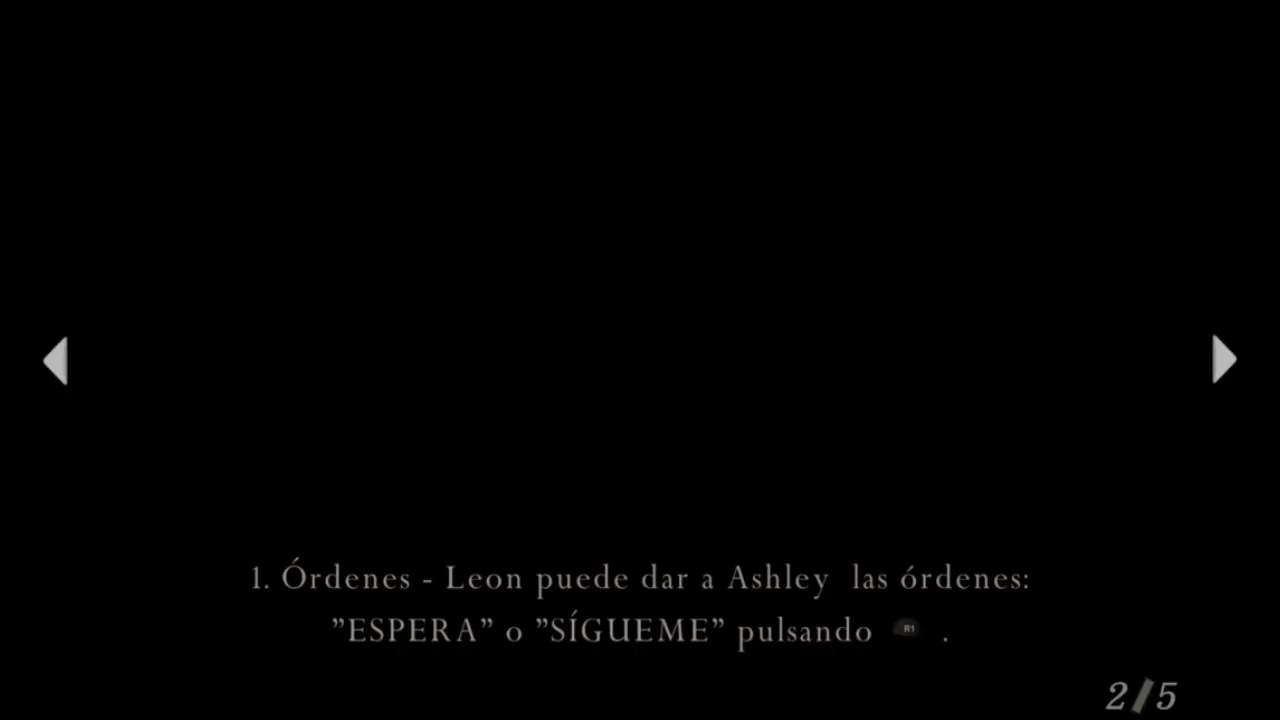 1. Órdenes - Leon puede dar a Ashley las órdenes:
"ESPERA" o "SÍGUEME" pulsando R1 .
2/5